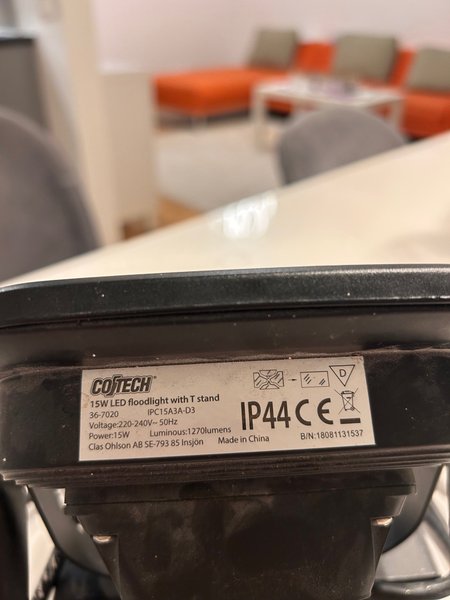 COTECH®
15W LED floodlight with T stand
36-7020 IPC15A3A-D3
Voltage:220-240V~ 50Hz
Power:15W Luminous:1270lumens
Clas Ohlson AB SE-793 85 Insjön Made in China
D
IP44 CE
B/N:18081131537